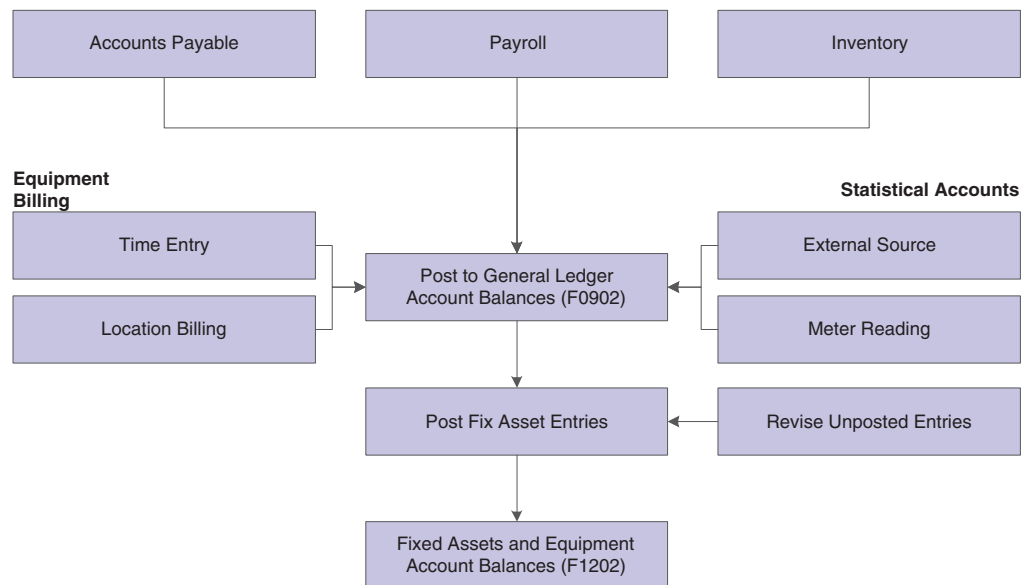 Accounts Payable
Payroll
Inventory
Equipment
Billing
Statistical Accounts
Time Entry
External Source
Post to General Ledger
Account Balances (F0902)
Location Billing
Meter Reading
Post Fix Asset Entries
Revise Unposted Entries
Fixed Assets and Equipment
Account Balances (F1202)